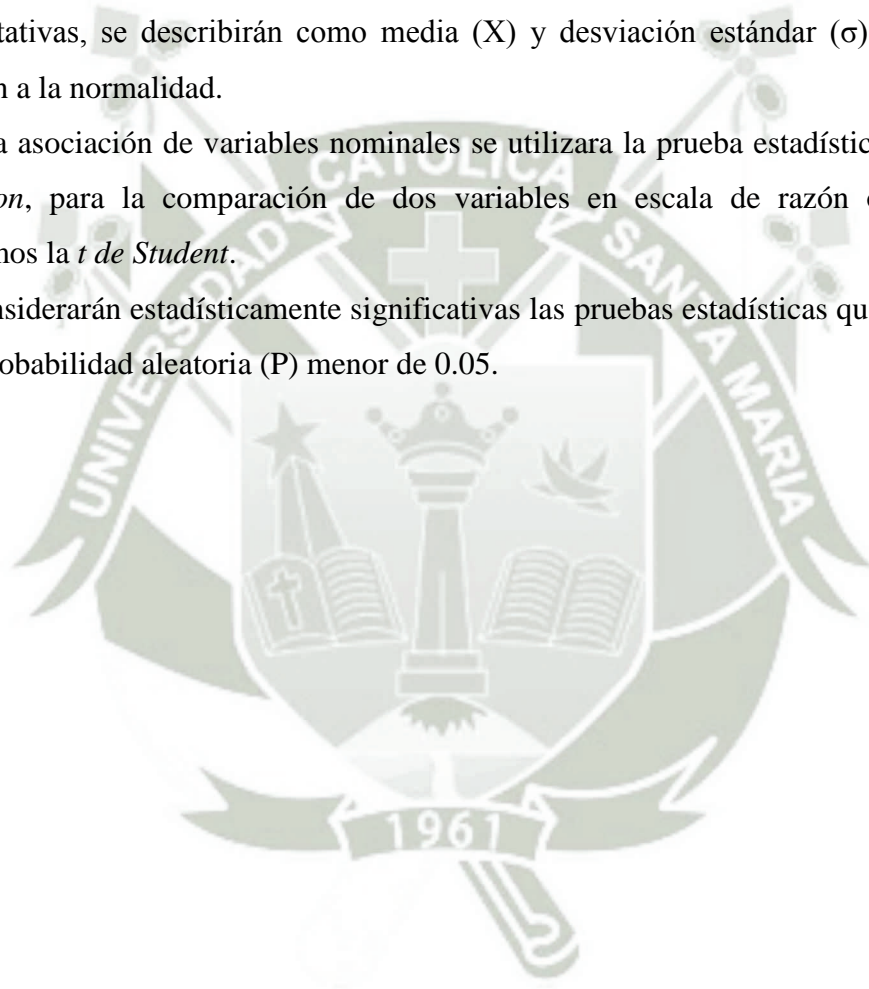 tativas, se describirán como media (X) y desviación estándar (σ)
a la normalidad.
a asociación de variables nominales se utilizara la prueba estadístic
on, para la comparación de dos variables en escala de razón
nos la t de Student.
nsiderarán estadísticamente significativas las pruebas estadísticas qu
obabilidad aleatoria (P) menor de 0.05.
UNIVERSIDAD CATOLICA SANTA MARIA
1961